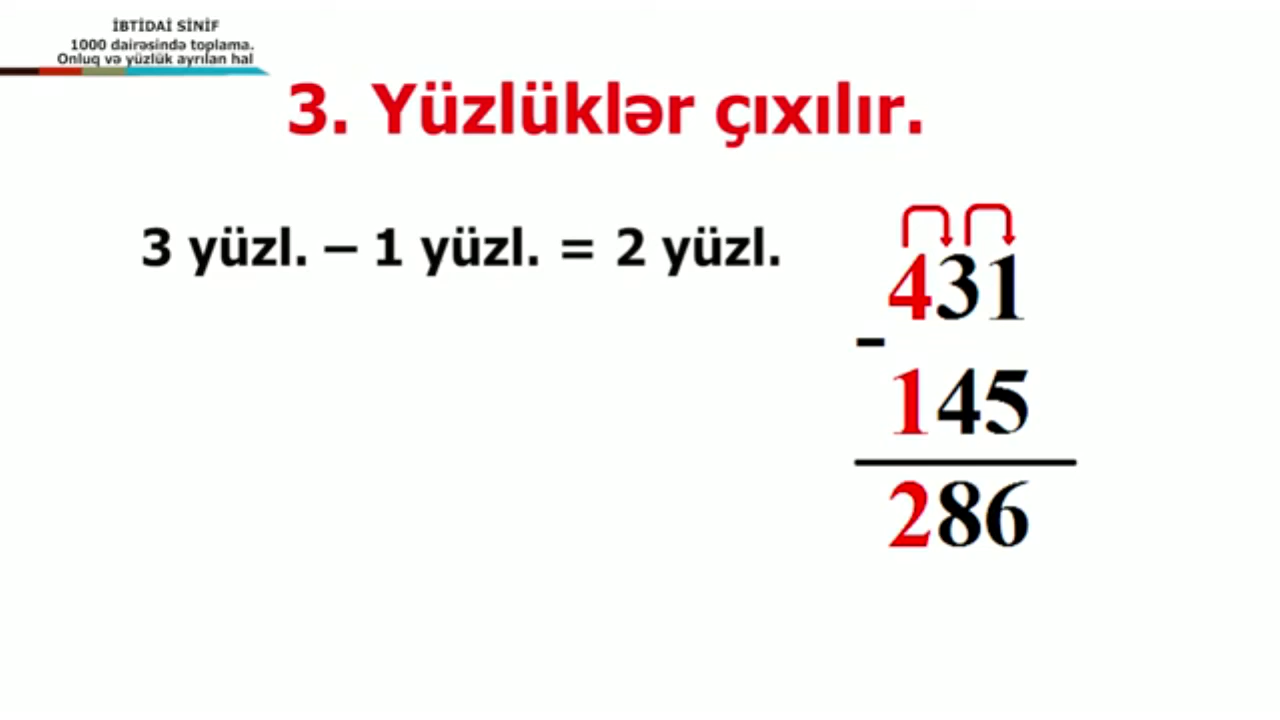 İBTİDAİ SİNİF
1000 dairəsində toplama.
Onluq və yüzlük ayrılan hal
3. Yüzlüklər çıxılır.
3 yüzl. – 1 yüzl. = 2 yüzl.
431
-
145
286